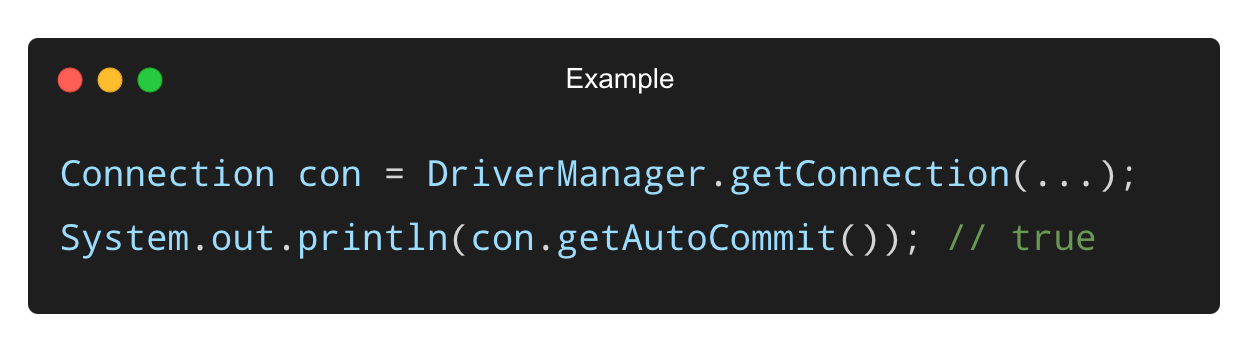 Example
Connection con = DriverManager.getConnection(...);
System.out.println(con.getAutoCommit()); // true